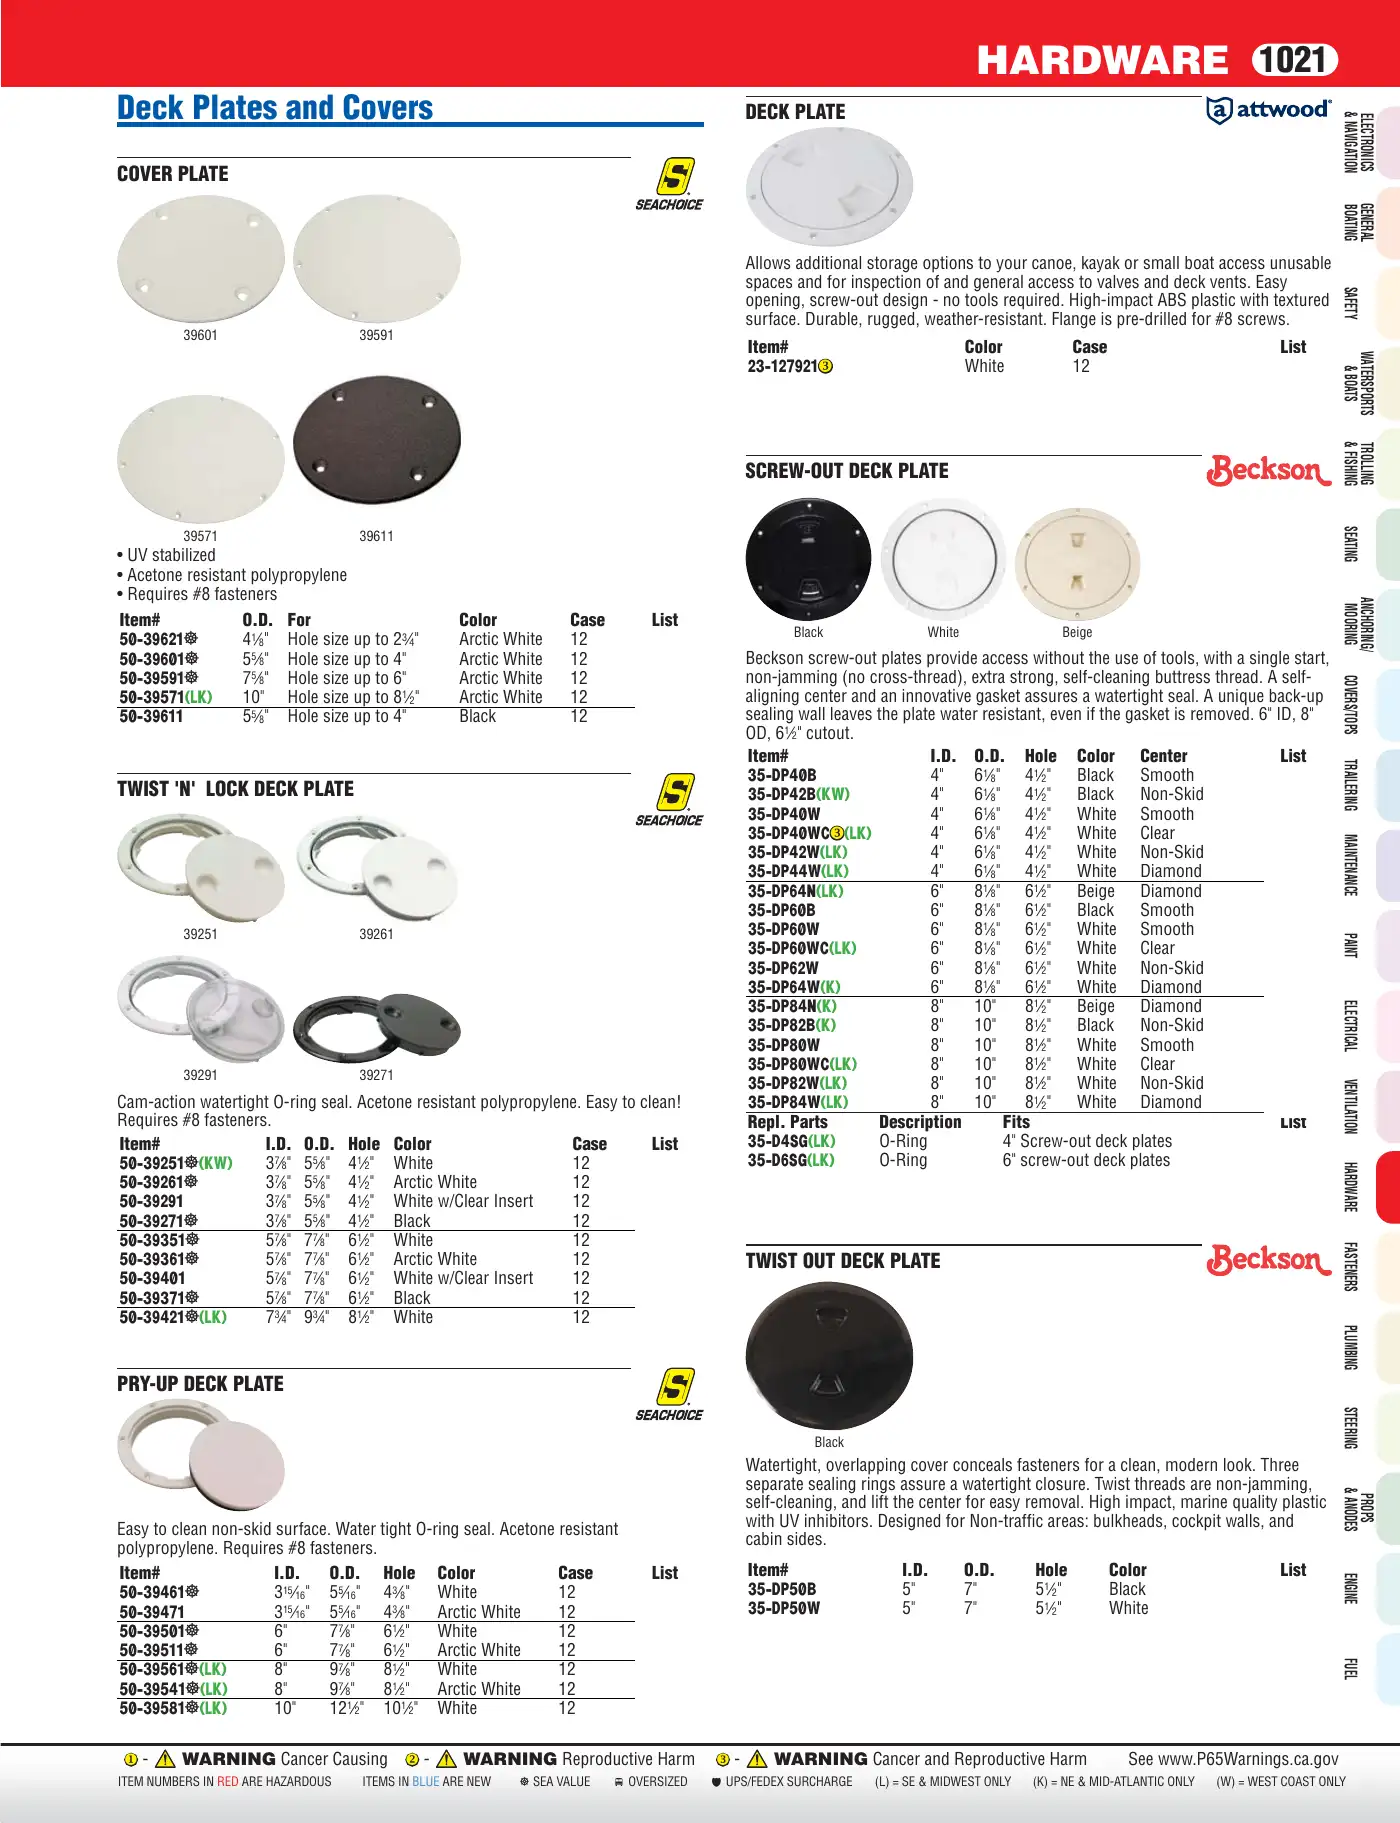 HARDWARE 1021
Deck Plates and Covers
COVER PLATE
SEACHOICE
39601 39591
39571 39611
• UV stabilized
• Acetone resistant polypropylene
• Requires #8 fasteners
Item# O.D. For Color Case List
50-39621 4⅛" Hole size up to 2¾" Arctic White 12
50-39601 5⅝" Hole size up to 4" Arctic White 12
50-39591 7⅝" Hole size up to 6" Arctic White 12
50-39571(LK) 10" Hole size up to 8½" Arctic White 12
50-39611 5⅝" Hole size up to 4" Black 12
TWIST 'N' LOCK DECK PLATE
SEACHOICE
39251 39261
39291 39271
Cam-action watertight O-ring seal. Acetone resistant polypropylene. Easy to clean!
Requires #8 fasteners.
Item# I.D. O.D. Hole Color Case List
50-39251(KW) 3⅞" 5⅝" 4½" White 12
50-39261 3⅞" 5⅝" 4½" Arctic White 12
50-39291 3⅞" 5⅝" 4½" White w/Clear Insert 12
50-39271 3⅞" 5⅝" 4½" Black 12
50-39351 5⅞" 7⅞" 6½" White 12
50-39361 5⅞" 7⅞" 6½" Arctic White 12
50-39401 5⅞" 7⅞" 6½" White w/Clear Insert 12
50-39371 5⅞" 7⅞" 6½" Black 12
50-39421(LK) 7¾" 9¾" 8½" White 12
PRY-UP DECK PLATE
SEACHOICE
Easy to clean non-skid surface. Water tight O-ring seal. Acetone resistant
polypropylene. Requires #8 fasteners.
Item# I.D. O.D. Hole Color Case List
50-39461 3¹⁵⁄₁₆" 5⁵⁄₁₆" 4⅜" White 12
50-39471 3¹⁵⁄₁₆" 5⁵⁄₁₆" 4⅜" Arctic White 12
50-39501 6" 7⅞" 6½" White 12
50-39511 6" 7⅞" 6½" Arctic White 12
50-39561(LK) 8" 9⅞" 8½" White 12
50-39541(LK) 8" 9⅞" 8½" Arctic White 12
50-39581(LK) 10" 12½" 10½" White 12
DECK PLATE
attwood
Allows additional storage options to your canoe, kayak or small boat access unusable
spaces and for inspection of and general access to valves and deck vents. Easy
opening, screw-out design - no tools required. High-impact ABS plastic with textured
surface. Durable, rugged, weather-resistant. Flange is pre-drilled for #8 screws.
Item# Color Case List
23-127921 3 White 12
SCREW-OUT DECK PLATE
Beckson
Black White Beige
Beckson screw-out plates provide access without the use of tools, with a single start,
non-jamming (no cross-thread), extra strong, self-cleaning buttress thread. A self-
aligning center and an innovative gasket assures a watertight seal. A unique back-up
sealing wall leaves the plate water resistant, even if the gasket is removed. 6" ID, 8"
OD, 6½" cutout.
Item# I.D. O.D. Hole Color Center List
35-DP40B 4" 6⅛" 4½" Black Smooth
35-DP42B(KW) 4" 6⅛" 4½" Black Non-Skid
35-DP40W 4" 6⅛" 4½" White Smooth
35-DP40WC 3 (LK) 4" 6⅛" 4½" White Clear
35-DP42W(LK) 4" 6⅛" 4½" White Non-Skid
35-DP44W(LK) 4" 6⅛" 4½" White Diamond
35-DP64N(LK) 6" 8⅛" 6½" Beige Diamond
35-DP60B 6" 8⅛" 6½" Black Smooth
35-DP60W 6" 8⅛" 6½" White Smooth
35-DP60WC(LK) 6" 8⅛" 6½" White Clear
35-DP62W 6" 8⅛" 6½" White Non-Skid
35-DP64W(K) 6" 8⅛" 6½" White Diamond
35-DP84N(K) 8" 10" 8½" Beige Diamond
35-DP82B(K) 8" 10" 8½" Black Non-Skid
35-DP80W 8" 10" 8½" White Smooth
35-DP80WC(LK) 8" 10" 8½" White Clear
35-DP82W(LK) 8" 10" 8½" White Non-Skid
35-DP84W(LK) 8" 10" 8½" White Diamond
Repl. Parts Description Fits List
35-D4SG(LK) O-Ring 4" Screw-out deck plates
35-D6SG(LK) O-Ring 6" screw-out deck plates
TWIST OUT DECK PLATE
Beckson
Black
Watertight, overlapping cover conceals fasteners for a clean, modern look. Three
separate sealing rings assure a watertight closure. Twist threads are non-jamming,
self-cleaning, and lift the center for easy removal. High impact, marine quality plastic
with UV inhibitors. Designed for Non-traffic areas: bulkheads, cockpit walls, and
cabin sides.
Item# I.D. O.D. Hole Color List
35-DP50B 5" 7" 5½" Black
35-DP50W 5" 7" 5½" White
ELECTRONICS
& NAVIGATION
GENERAL
BOATING
SAFETY
WATERSPORTS
& BOATS
TROLLING
& FISHING
SEATING
ANCHORING/
MOORING
COVERS/TOPS
TRAILERING
MAINTENANCE
PAINT
ELECTRICAL
VENTILATION
HARDWARE
FASTENERS
PLUMBING
STEERING
PROPS
& ANODES
ENGINE
FUEL
1 - WARNING Cancer Causing 2 - WARNING Reproductive Harm 3 - WARNING Cancer and Reproductive Harm See www.P65Warnings.ca.gov
ITEM NUMBERS IN RED ARE HAZARDOUS ITEMS IN BLUE ARE NEW SEA VALUE OVERSIZED UPS/FEDEX SURCHARGE (L) = SE & MIDWEST ONLY (K) = NE & MID-ATLANTIC ONLY (W) = WEST COAST ONLY